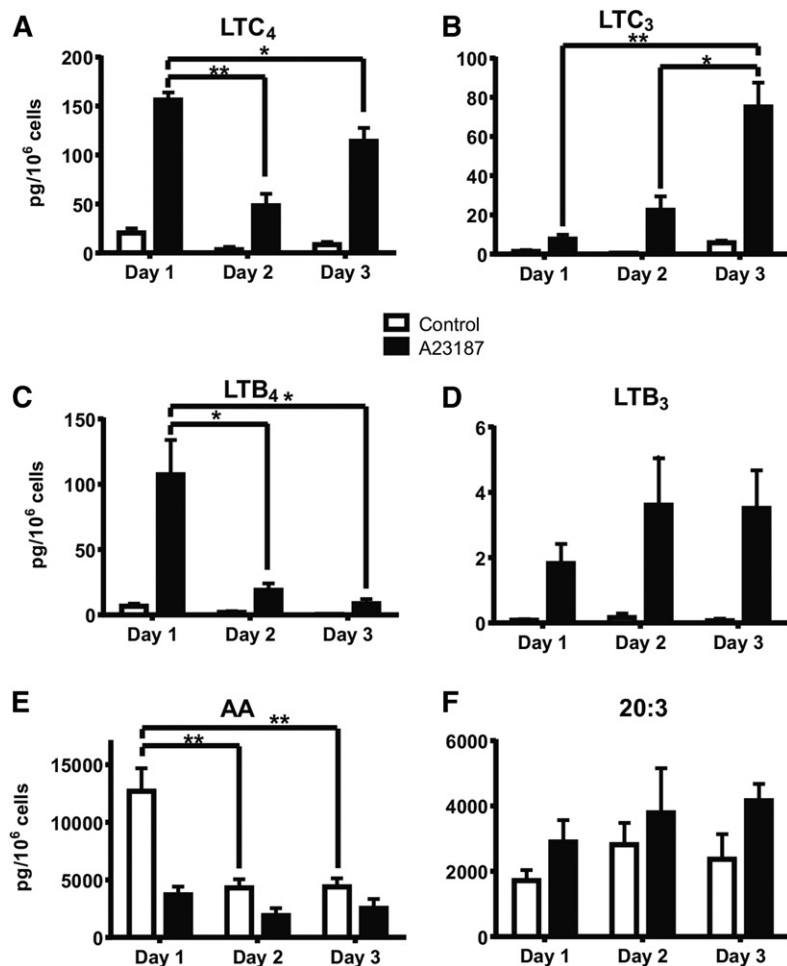 A
LTC4
pg/10^6 cells
200
150
100
50
0
*
**
Day 1 Day 2 Day 3
B
LTC3
100
80
60
40
20
0
**
*
Day 1 Day 2 Day 3
Control
A23187
C
LTB4
pg/10^6 cells
150
100
50
0
*
*
Day 1 Day 2 Day 3
D
LTB3
6
4
2
0
Day 1 Day 2 Day 3
E
AA
pg/10^6 cells
15000
10000
5000
0
**
**
Day 1 Day 2 Day 3
F
20:3
6000
4000
2000
0
Day 1 Day 2 Day 3